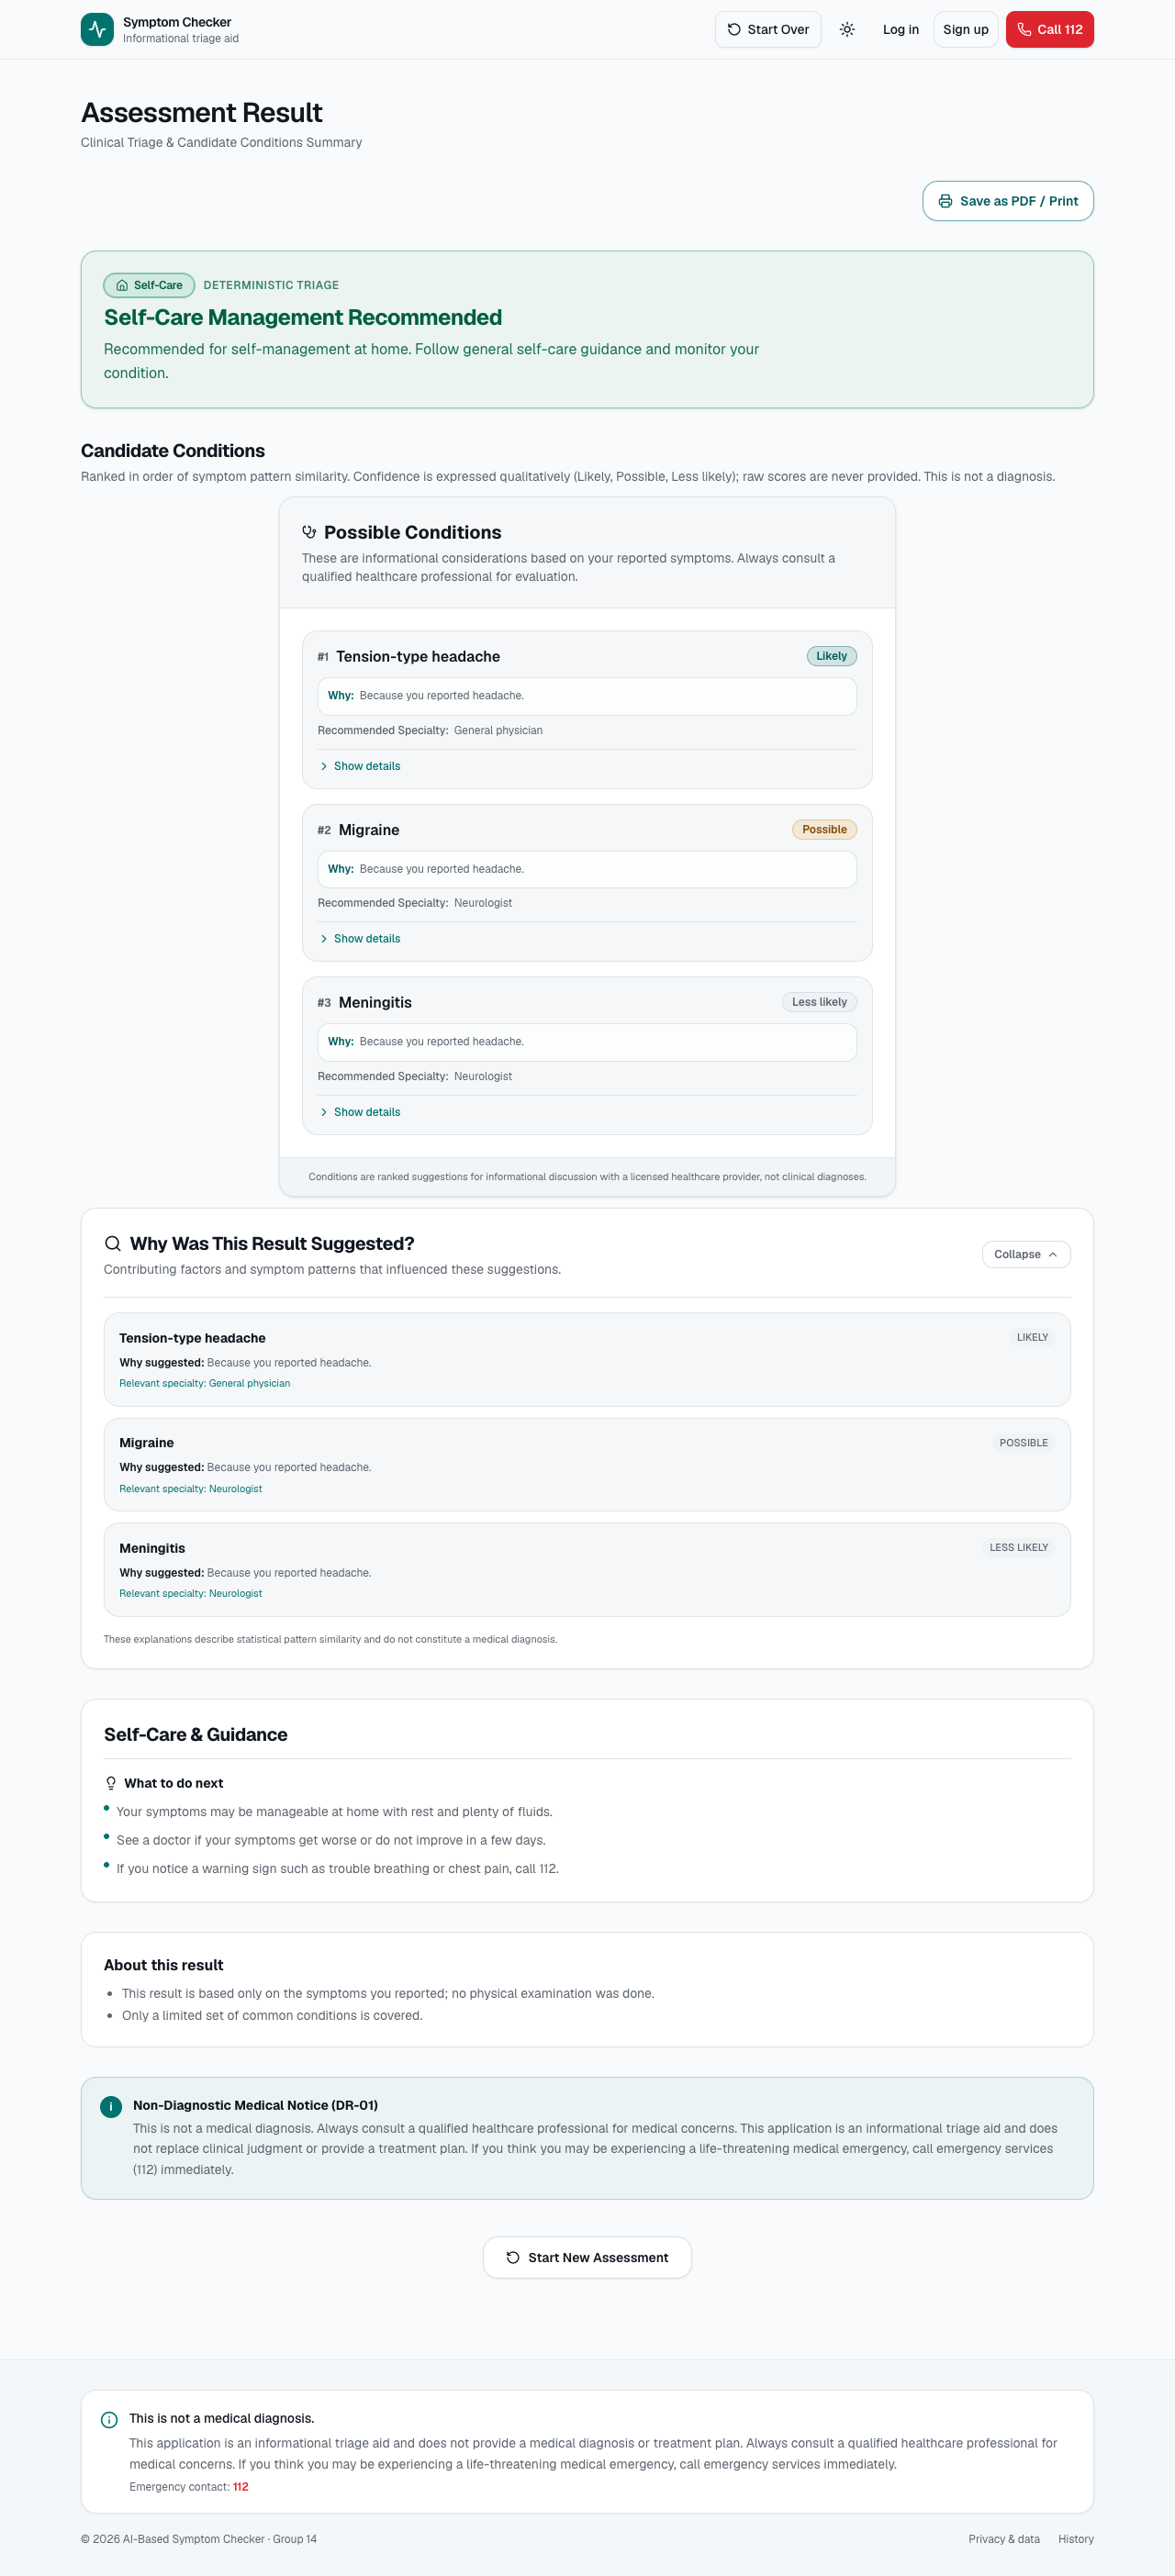 Symptom Checker
Informational triage aid
Start Over
Log in
Sign up
Call 112
Assessment Result
Clinical Triage & Candidate Conditions Summary
Save as PDF / Print
Self-Care
DETERMINISTIC TRIAGE
Self-Care Management Recommended
Recommended for self-management at home. Follow general self-care guidance and monitor your
condition.
Candidate Conditions
Ranked in order of symptom pattern similarity. Confidence is expressed qualitatively (Likely, Possible, Less likely); raw scores are never provided. This is not a diagnosis.
Possible Conditions
These are informational considerations based on your reported symptoms. Always consult a
qualified healthcare professional for evaluation.
#1 Tension-type headache
Likely
Why: Because you reported headache.
Recommended Specialty: General physician
Show details
#2 Migraine
Possible
Why: Because you reported headache.
Recommended Specialty: Neurologist
Show details
#3 Meningitis
Less likely
Why: Because you reported headache.
Recommended Specialty: Neurologist
Show details
Conditions are ranked suggestions for informational discussion with a licensed healthcare provider, not clinical diagnoses.
Why Was This Result Suggested?
Contributing factors and symptom patterns that influenced these suggestions.
Collapse
Tension-type headache
LIKELY
Why suggested: Because you reported headache.
Relevant specialty: General physician
Migraine
POSSIBLE
Why suggested: Because you reported headache.
Relevant specialty: Neurologist
Meningitis
LESS LIKELY
Why suggested: Because you reported headache.
Relevant specialty: Neurologist
These explanations describe statistical pattern similarity and do not constitute a medical diagnosis.
Self-Care & Guidance
What to do next
Your symptoms may be manageable at home with rest and plenty of fluids.
See a doctor if your symptoms get worse or do not improve in a few days.
If you notice a warning sign such as trouble breathing or chest pain, call 112.
About this result
This result is based only on the symptoms you reported; no physical examination was done.
Only a limited set of common conditions is covered.
i
Non-Diagnostic Medical Notice (DR-01)
This is not a medical diagnosis. Always consult a qualified healthcare professional for medical concerns. This application is an informational triage aid and does
not replace clinical judgment or provide a treatment plan. If you think you may be experiencing a life-threatening medical emergency, call emergency services
(112) immediately.
Start New Assessment
This is not a medical diagnosis.
This application is an informational triage aid and does not provide a medical diagnosis or treatment plan. Always consult a qualified healthcare professional for
medical concerns. If you think you may be experiencing a life-threatening medical emergency, call emergency services immediately.
Emergency contact: 112
© 2026 AI-Based Symptom Checker · Group 14
Privacy & data
History